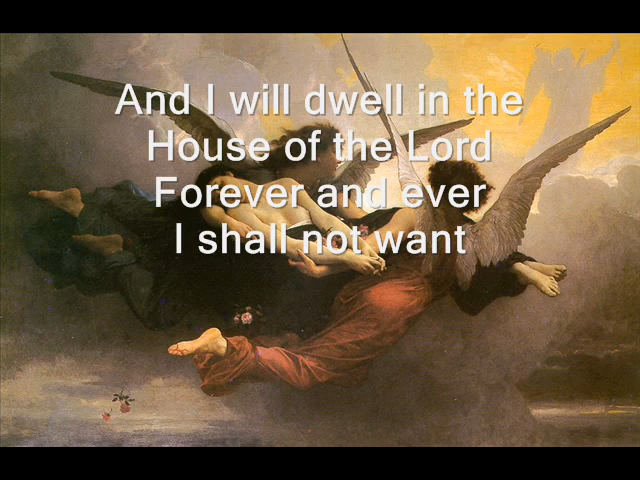 And I will dwell in the
House of the Lord
Forever and ever
I shall not want